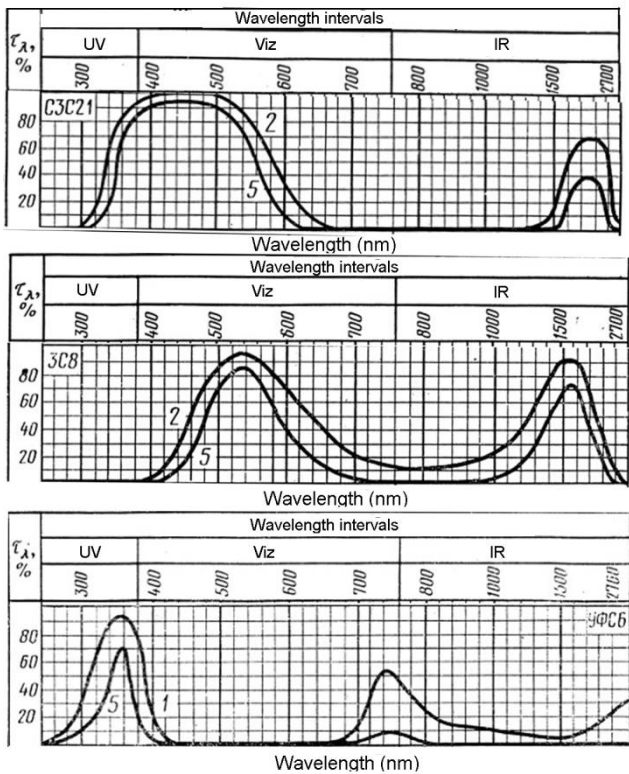 Wavelength intervals
τλ, % UV Viz IR
300 400 500 600 700 800 1000 1500 2700
80 СЗС21 2
60
40
20 5
Wavelength (nm)
Wavelength intervals
τλ, % UV Viz IR
300 400 500 600 700 800 1000 1500 2700
80 ЗС8
60 2
40
20 5
Wavelength (nm)
Wavelength intervals
τλ, % UV Viz IR
300 400 500 600 700 800 1000 1500 2700
80 УФС6
60
40 5 1
20
Wavelength (nm)